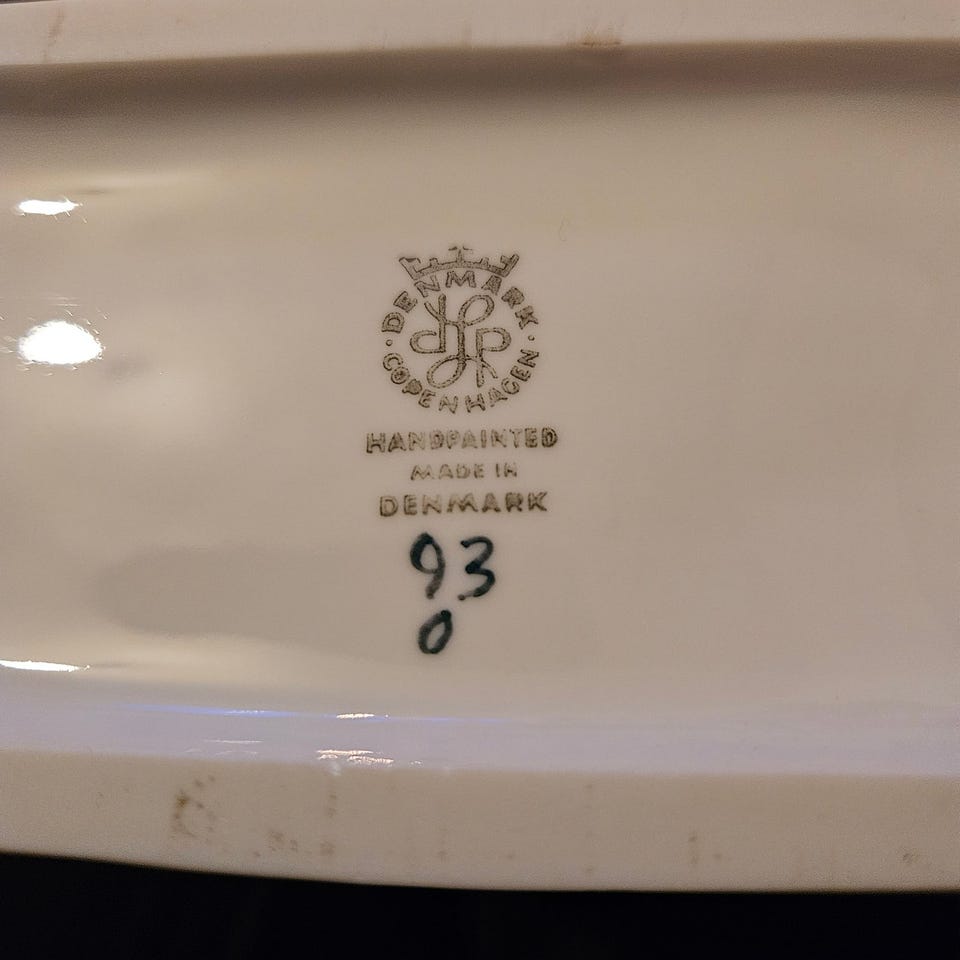 DENMARK
COPENHAGEN
HANDPAINTED
MADE IN
DENMARK
93
0